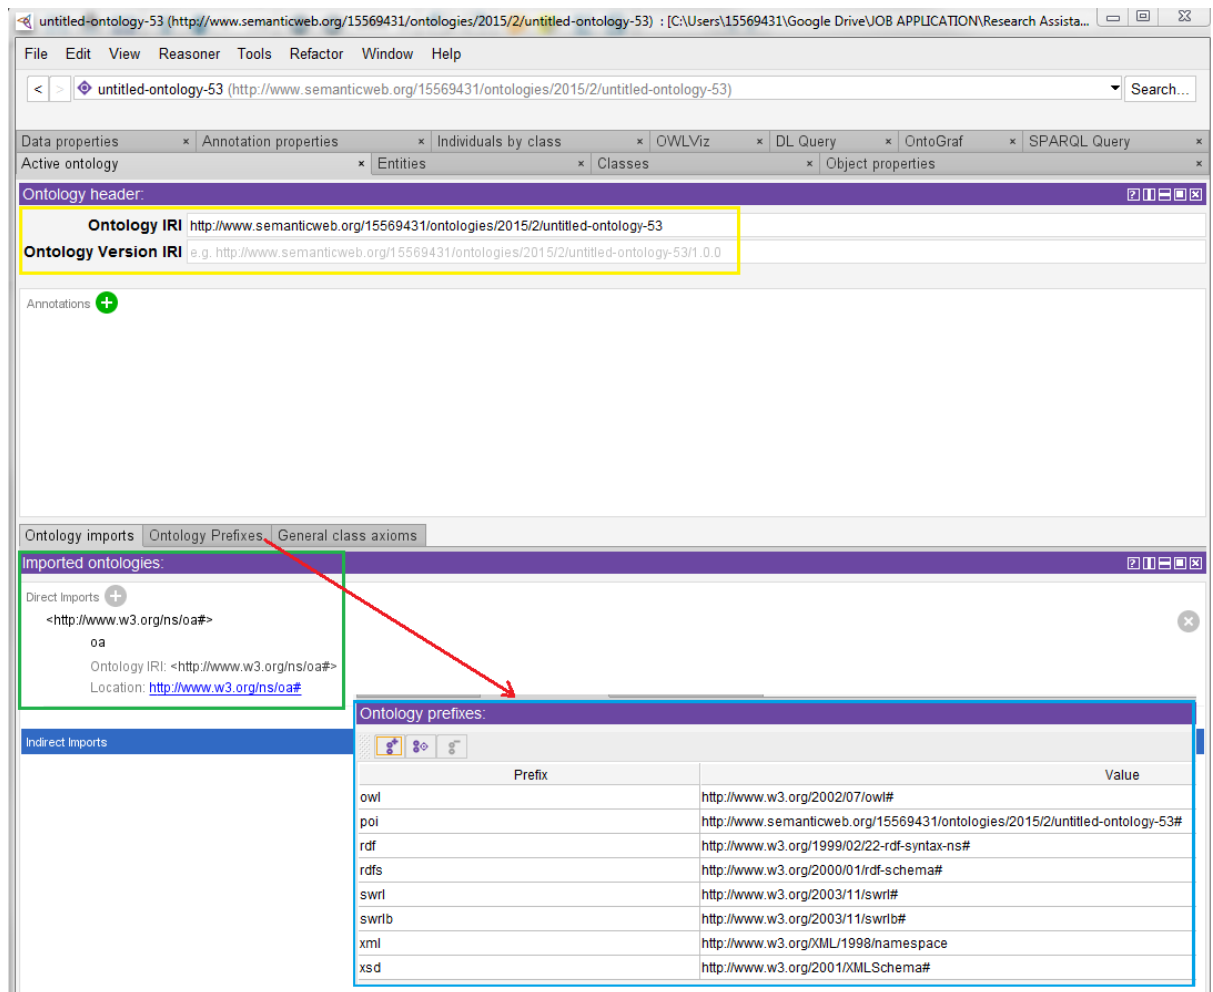 untitled-ontology-53 (http://www.semanticweb.org/15569431/ontologies/2015/2/untitled-ontology-53) : [C:\Users\15569431\Google Drive\JOB APPLICATION\Research Assista...
File Edit View Reasoner Tools Refactor Window Help
< > untitled-ontology-53 (http://www.semanticweb.org/15569431/ontologies/2015/2/untitled-ontology-53) Search...
Data properties × Annotation properties × Individuals by class × OWLViz × DL Query × OntoGraf × SPARQL Query ×
Active ontology × Entities × Classes × Object properties ×
Ontology header:
Ontology IRI http://www.semanticweb.org/15569431/ontologies/2015/2/untitled-ontology-53
Ontology Version IRI e.g. http://www.semanticweb.org/15569431/ontologies/2015/2/untitled-ontology-53/1.0.0
Annotations
Ontology imports Ontology Prefixes General class axioms
Imported ontologies:
Direct Imports
<http://www.w3.org/ns/oa#>
oa
Ontology IRI: <http://www.w3.org/ns/oa#>
Location: http://www.w3.org/ns/oa#
Indirect Imports
Ontology prefixes:
Prefix Value
owl http://www.w3.org/2002/07/owl#
poi http://www.semanticweb.org/15569431/ontologies/2015/2/untitled-ontology-53#
rdf http://www.w3.org/1999/02/22-rdf-syntax-ns#
rdfs http://www.w3.org/2000/01/rdf-schema#
swrl http://www.w3.org/2003/11/swrl#
swrlb http://www.w3.org/2003/11/swrlb#
xml http://www.w3.org/XML/1998/namespace
xsd http://www.w3.org/2001/XMLSchema#